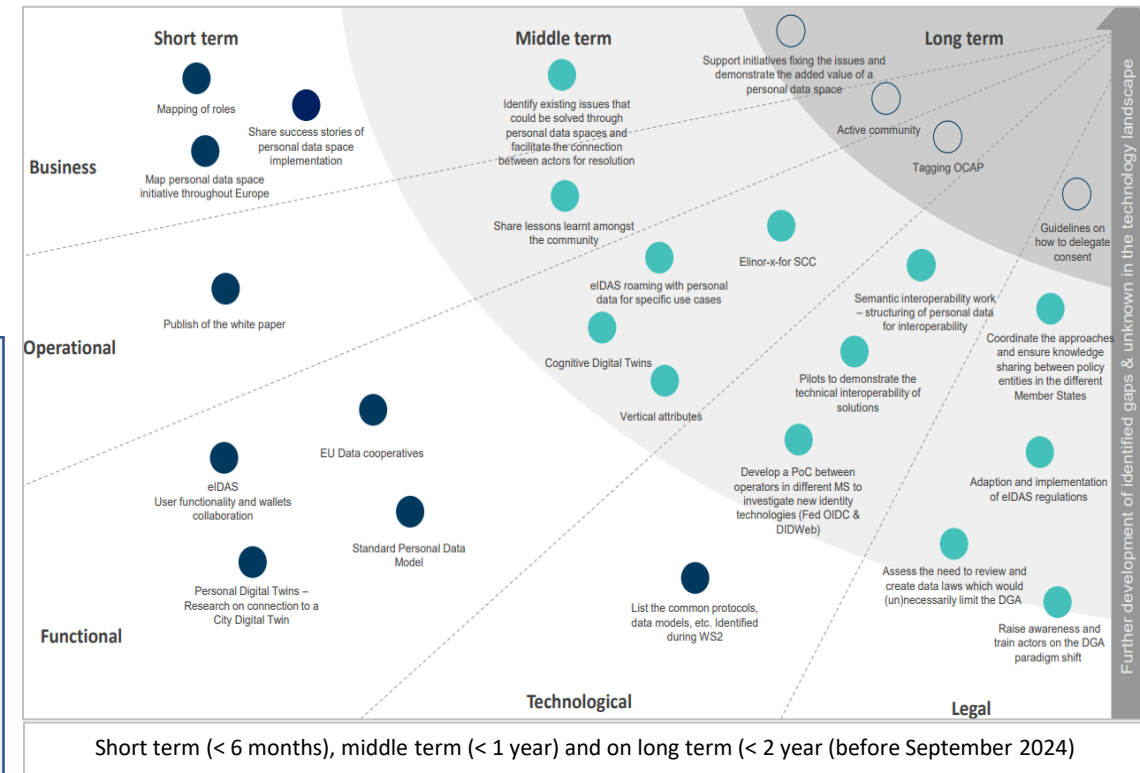 Short term
Middle term
Long term
Mapping of roles
Share success stories of
personal data space
implementation
Map personal data space
initiative throughout Europe
Business
Identify existing issues that
could be solved through
personal data spaces and
facilitate the connection
between actors for resolution
Share lessons learnt amongst
the community
Support initiatives fixing the issues and
demonstrate the added value of a
personal data space
Active community
Tagging OCAP
Guidelines on
how to delegate
consent
Publish of the white paper
Operational
eIDAS roaming with personal
data for specific use cases
Elinor-x-for SCC
Cognitive Digital Twins
Vertical attributes
Semantic interoperability work
– structuring of personal data
for interoperability
Pilots to demonstrate the
technical interoperability of
solutions
Coordinate the approaches
and ensure knowledge
sharing between policy
entities in the different
Member States
EU Data cooperatives
eIDAS
User functionality and wallets
collaboration
Standard Personal Data
Model
Personal Digital Twins –
Research on connection to a
City Digital Twin
Functional
Develop a PoC between
operators in different MS to
investigate new identity
technologies (Fed OIDC &
DIDWeb)
List the common protocols,
data models, etc. Identified
during WS2
Technological
Adaption and implementation
of eIDAS regulations
Assess the need to review and
create data laws which would
(un)necessarily limit the DGA
Raise awareness and
train actors on the DGA
paradigm shift
Legal
Further development of identified gaps & unknown in the technology landscape
Short term (< 6 months), middle term (< 1 year) and on long term (< 2 year (before September 2024)